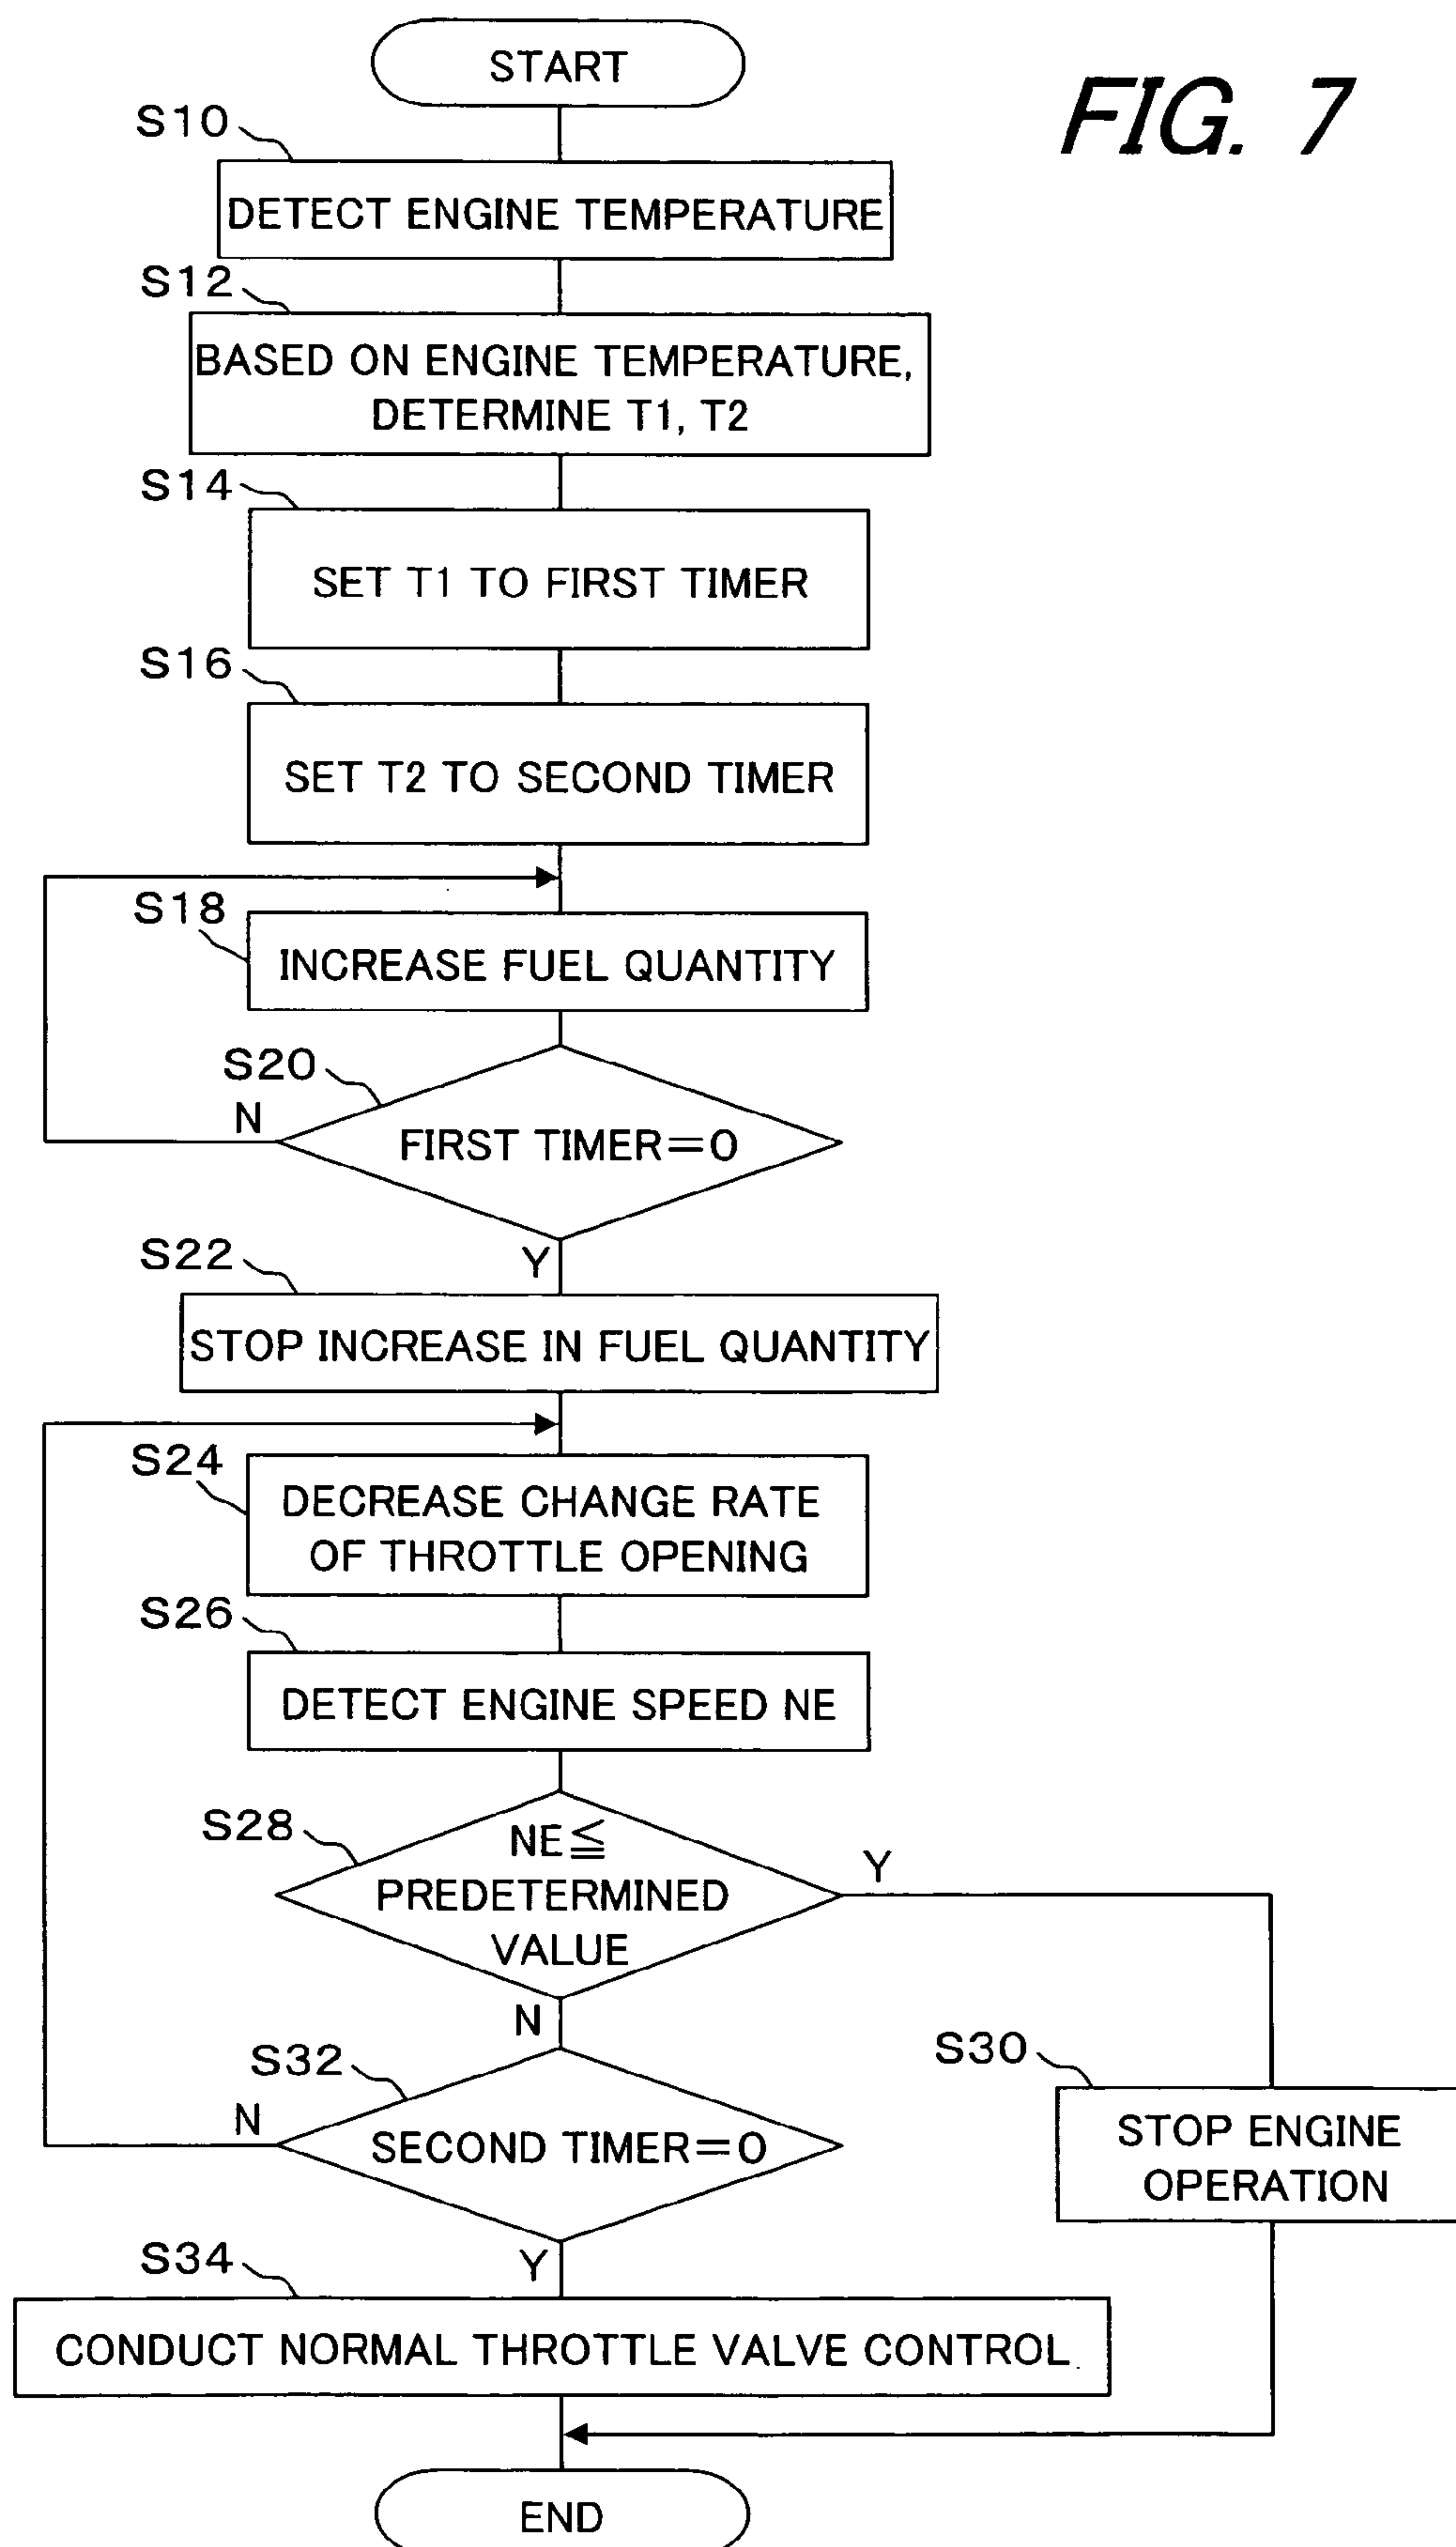 START
FIG. 7
S10
DETECT ENGINE TEMPERATURE
S12
BASED ON ENGINE TEMPERATURE,
DETERMINE T1, T2
S14
SET T1 TO FIRST TIMER
S16
SET T2 TO SECOND TIMER
S18
INCREASE FUEL QUANTITY
S20
N
FIRST TIMER=0
Y
S22
STOP INCREASE IN FUEL QUANTITY
S24
DECREASE CHANGE RATE
OF THROTTLE OPENING
S26
DETECT ENGINE SPEED NE
S28
NE≦
PREDETERMINED
VALUE
Y
N
S32
N
SECOND TIMER=0
Y
S30
STOP ENGINE
OPERATION
S34
CONDUCT NORMAL THROTTLE VALVE CONTROL
END